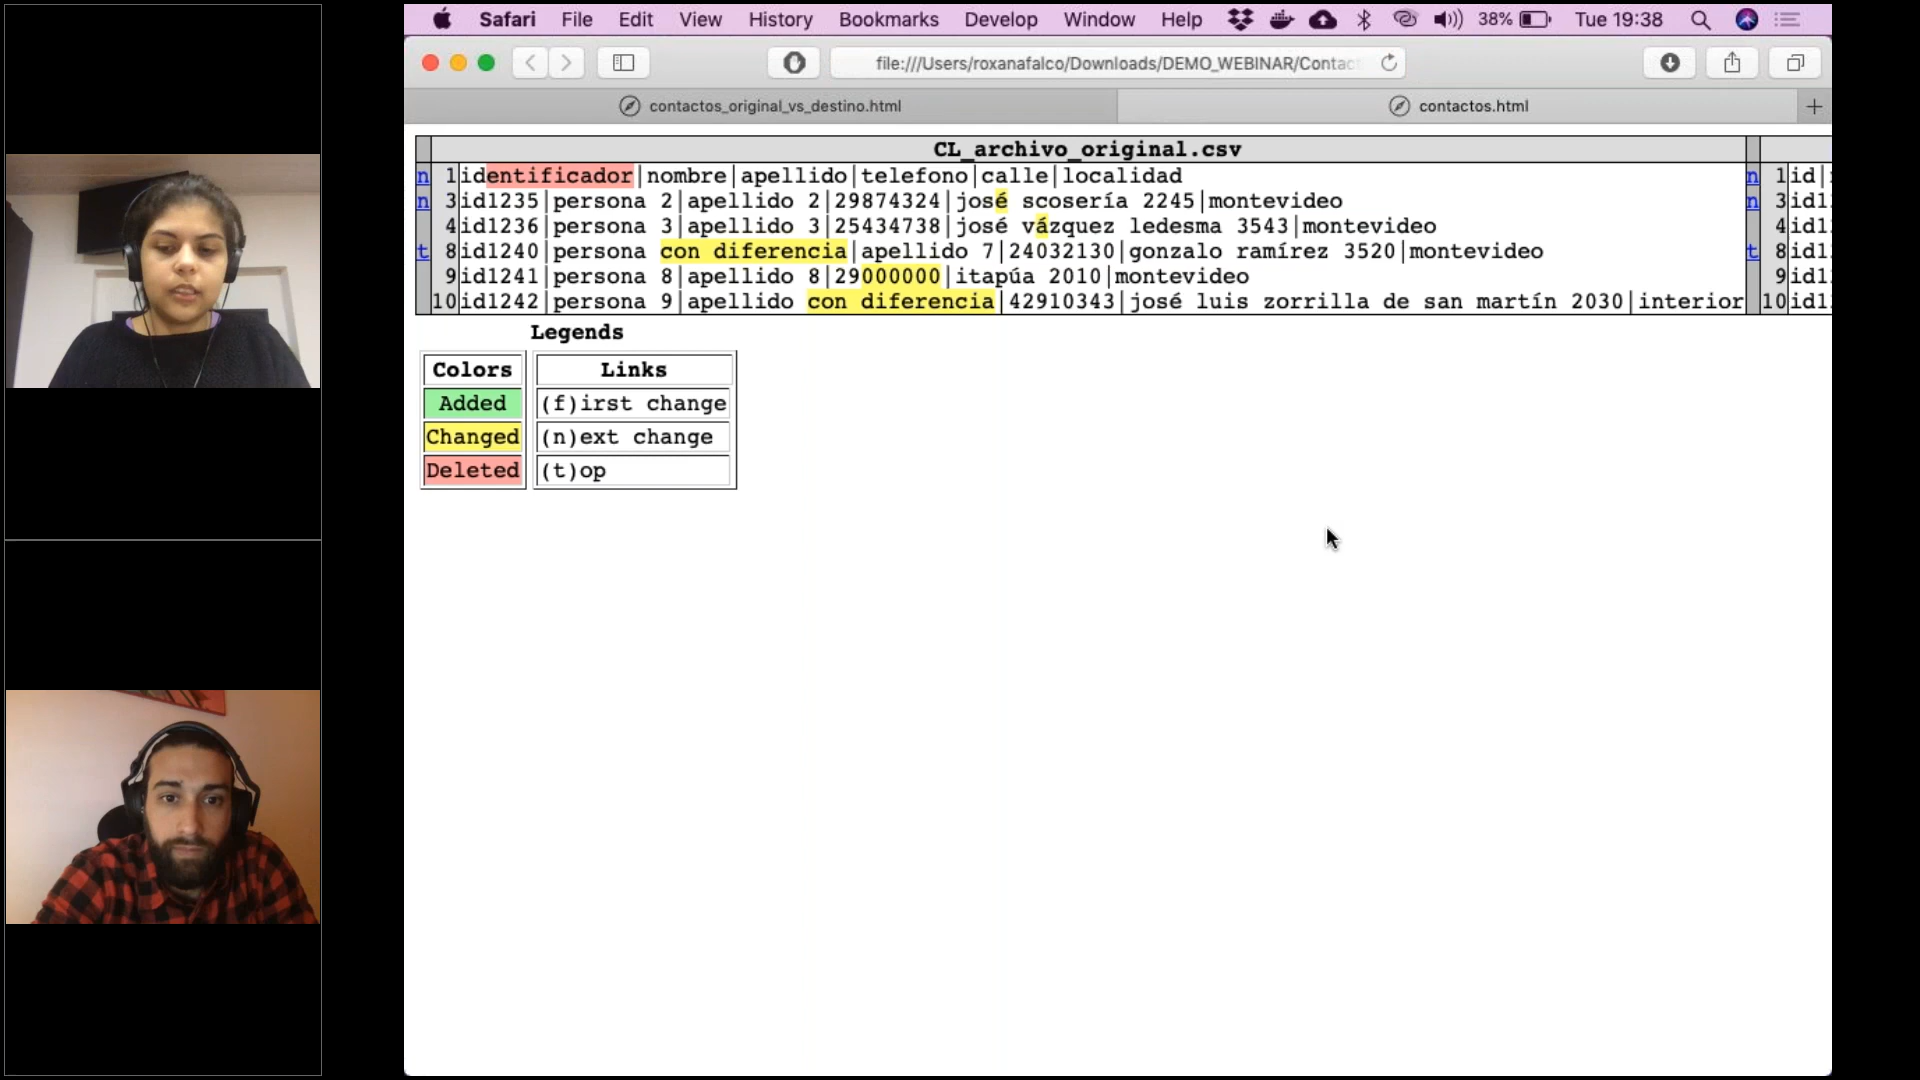 Safari File Edit View History Bookmarks Develop Window Help 38% Tue 19:38
file:///Users/roxanafalco/Downloads/DEMO_WEBINAR/Contac
contactos_original_vs_destino.html contactos.html
CL_archivo_original.csv
n 1 identificador|nombre|apellido|telefono|calle|localidad n 1 id|
n 3 id1235|persona 2|apellido 2|29874324|josé scosería 2245|montevideo n 3 id1
4 id1236|persona 3|apellido 3|25434738|josé vázquez ledesma 3543|montevideo 4 id1
t 8 id1240|persona con diferencia|apellido 7|24032130|gonzalo ramírez 3520|montevideo t 8 id1
9 id1241|persona 8|apellido 8|29000000|itapúa 2010|montevideo 9 id1
10 id1242|persona 9|apellido con diferencia|42910343|josé luis zorrilla de san martín 2030|interior 10 id1
Legends
Colors Links
Added (f)irst change
Changed (n)ext change
Deleted (t)op